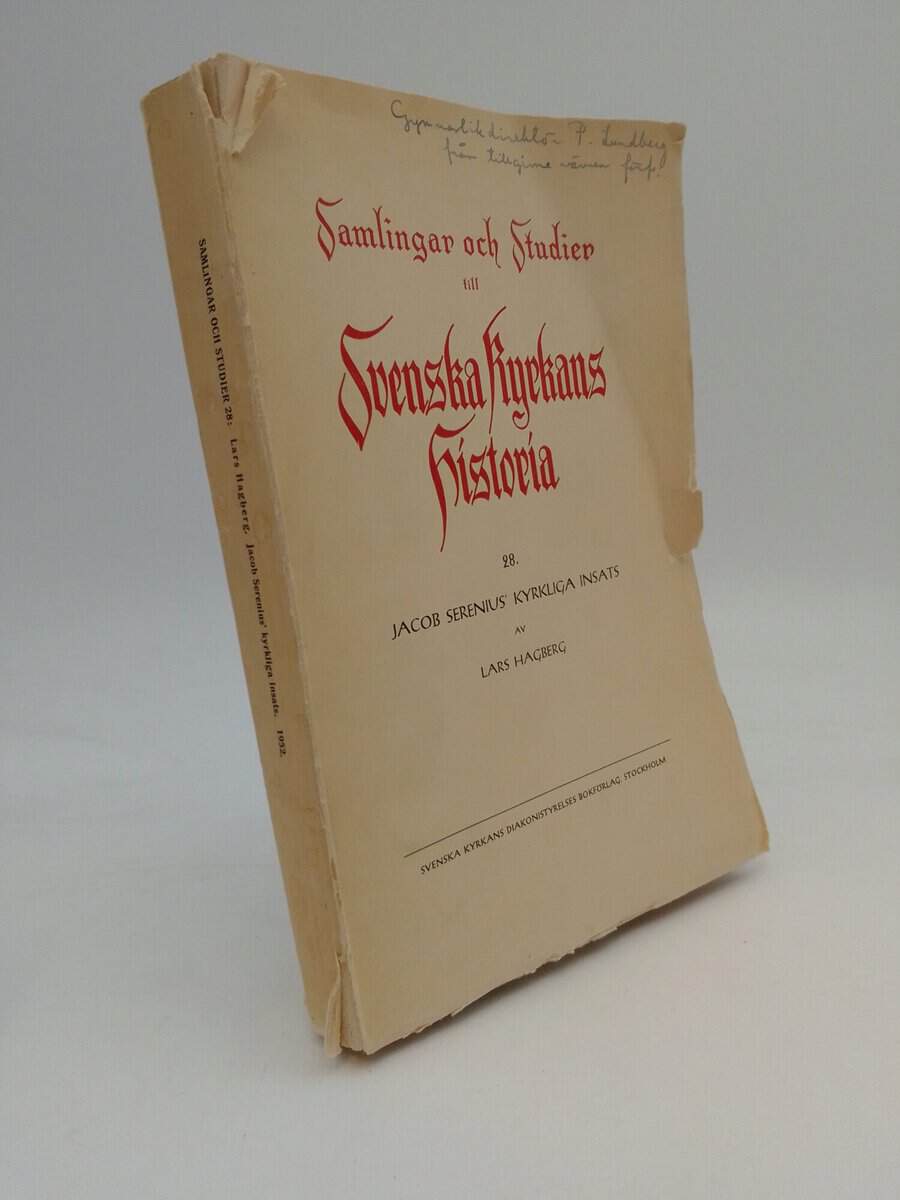 Gymnastikdirektör P. Lundberg
från tillgivne vännen förf.
Samlingar och Studier
till
Svenska Kyrkans
Historia
28.
JACOB SERENIUS' KYRKLIGA INSATS
AV
LARS HAGBERG
SVENSKA KYRKANS DIAKONISTYRELSES BOKFÖRLAG, STOCKHOLM
SAMLINGAR OCH STUDIER 28: Lars Hagberg. Jacob Serenius' kyrkliga insats. 1952.